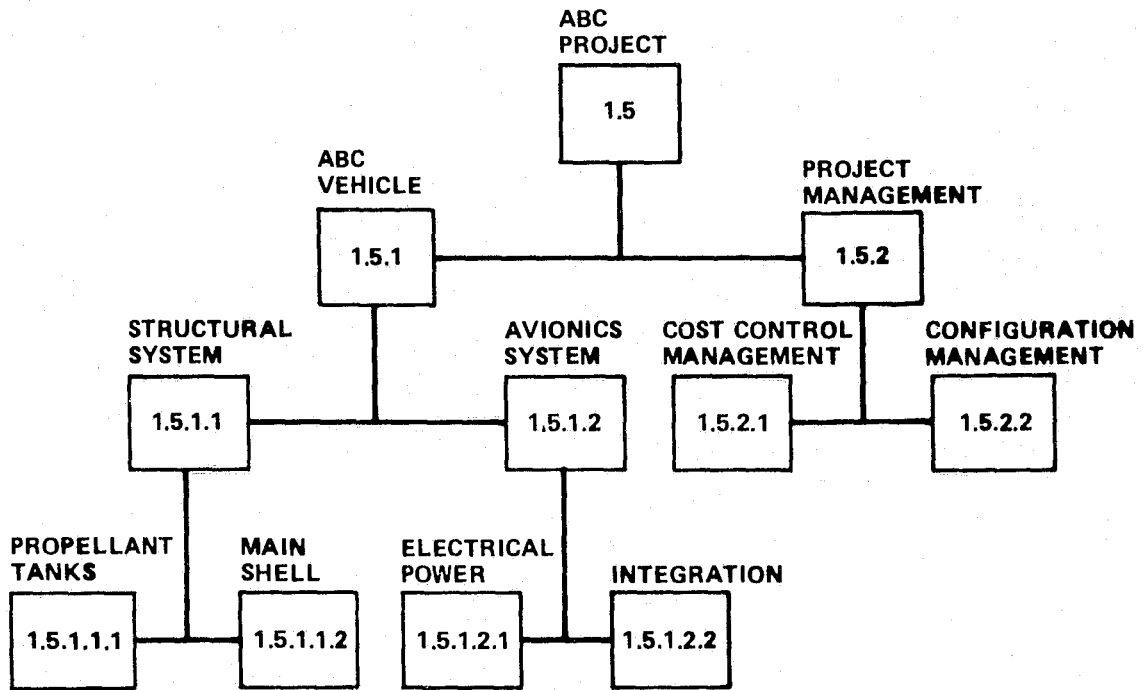 ABC
PROJECT
1.5
ABC
VEHICLE
1.5.1
PROJECT
MANAGEMENT
1.5.2
STRUCTURAL
SYSTEM
1.5.1.1
AVIONICS
SYSTEM
1.5.1.2
COST CONTROL
MANAGEMENT
1.5.2.1
CONFIGURATION
MANAGEMENT
1.5.2.2
PROPELLANT
TANKS
1.5.1.1.1
MAIN
SHELL
1.5.1.1.2
ELECTRICAL
POWER
1.5.1.2.1
INTEGRATION
1.5.1.2.2